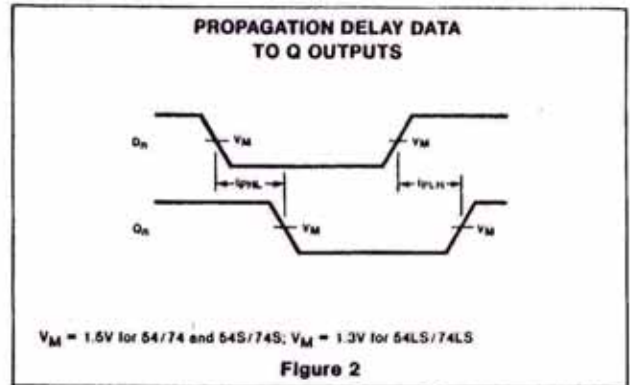 PROPAGATION DELAY DATA
TO Q OUTPUTS
Dn
VM
VM
tPHL
tPLH
Qn
VM
VM
VM = 1.5V for 54/74 and 54S/74S; VM = 1.3V for 54LS/74LS
Figure 2